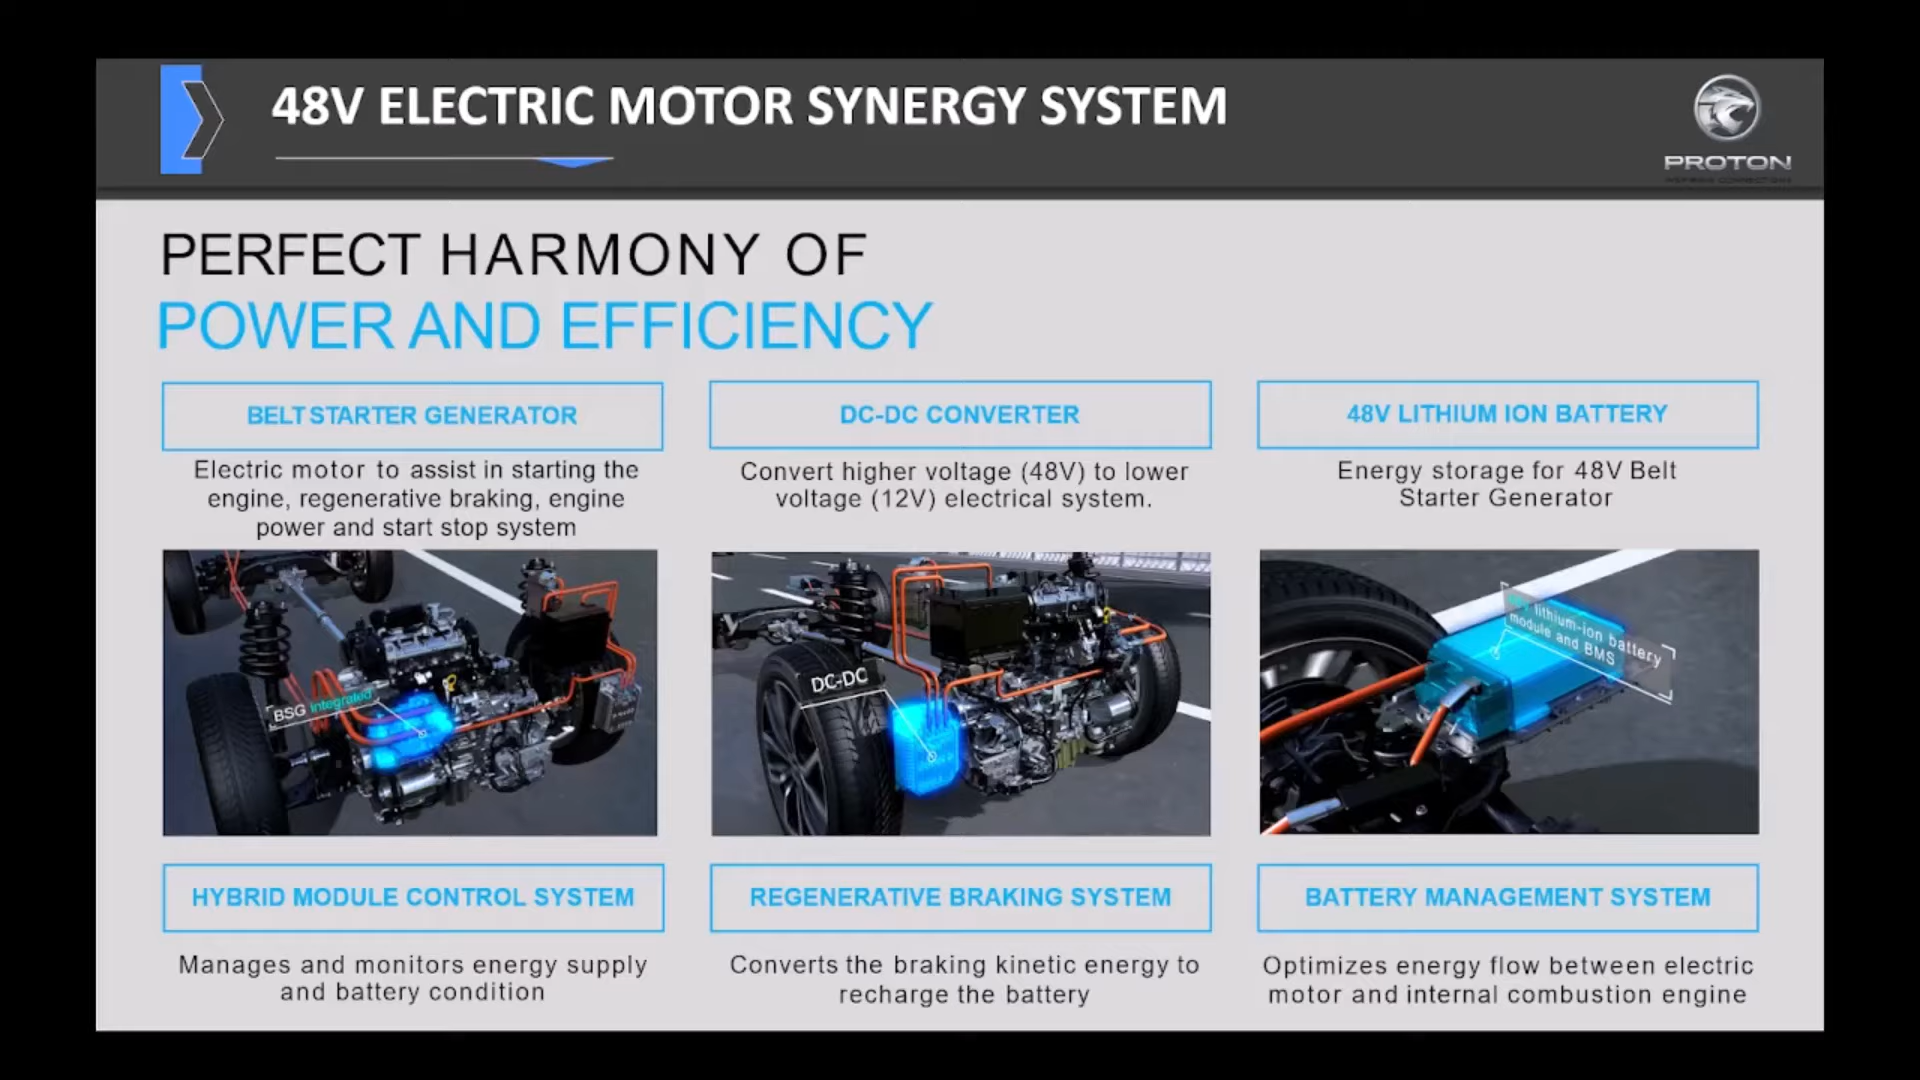 48V ELECTRIC MOTOR SYNERGY SYSTEM
PROTON
PERFECT HARMONY OF
POWER AND EFFICIENCY
BELT STARTER GENERATOR
Electric motor to assist in starting the
engine, regenerative braking, engine
power and start stop system
DC-DC CONVERTER
Convert higher voltage (48V) to lower
voltage (12V) electrical system.
48V LITHIUM ION BATTERY
Energy storage for 48V Belt
Starter Generator
BSG integrated
DC-DC
lithium-ion battery
module and BMS
HYBRID MODULE CONTROL SYSTEM
Manages and monitors energy supply
and battery condition
REGENERATIVE BRAKING SYSTEM
Converts the braking kinetic energy to
recharge the battery
BATTERY MANAGEMENT SYSTEM
Optimizes energy flow between electric
motor and internal combustion engine